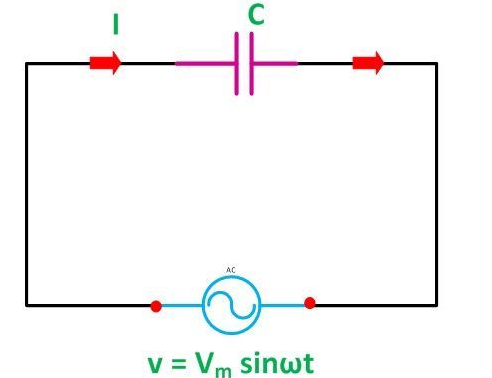 I
C
AC
v = Vₘ sinωt